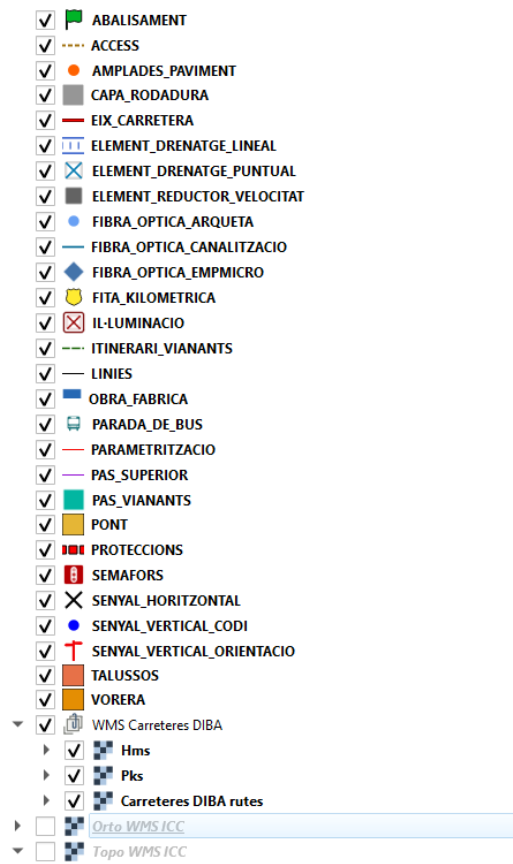 ABALISAMENT
ACCESS
AMPLADES_PAVIMENT
CAPA_RODADURA
EIX_CARRETERA
ELEMENT_DRENATGE_LINEAL
ELEMENT_DRENATGE_PUNTUAL
ELEMENT_REDUCTOR_VELOCITAT
FIBRA_OPTICA_ARQUETA
FIBRA_OPTICA_CANALITZACIO
FIBRA_OPTICA_EMPMICRO
FITA_KILOMETRICA
IL·LUMINACIO
ITINERARI_VIANANTS
LINIES
OBRA_FABRICA
PARADA_DE_BUS
PARAMETRITZACIO
PAS_SUPERIOR
PAS_VIANANTS
PONT
PROTECCIONS
SEMAFORS
SENYAL_HORITZONTAL
SENYAL_VERTICAL_CODI
SENYAL_VERTICAL_ORIENTACIO
TALUSSOS
VORERA
WMS Carreteres DIBA
Hms
Pks
Carreteres DIBA rutes
Orto WMS ICC
Topo WMS ICC